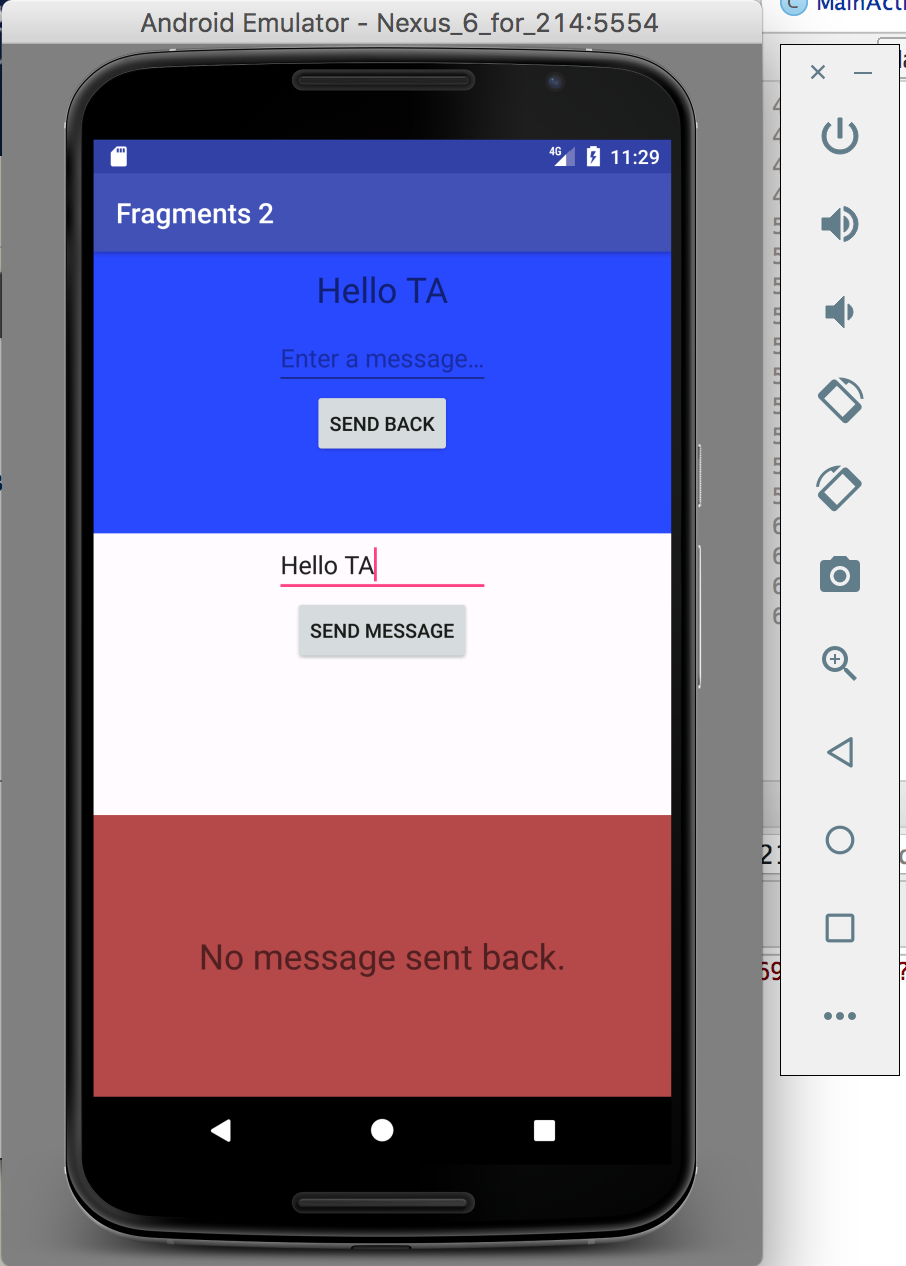 Android Emulator - Nexus_6_for_214:5554
MainActi
4G 11:29
Fragments 2
Hello TA
Enter a message...
SEND BACK
Hello TA
SEND MESSAGE
No message sent back.